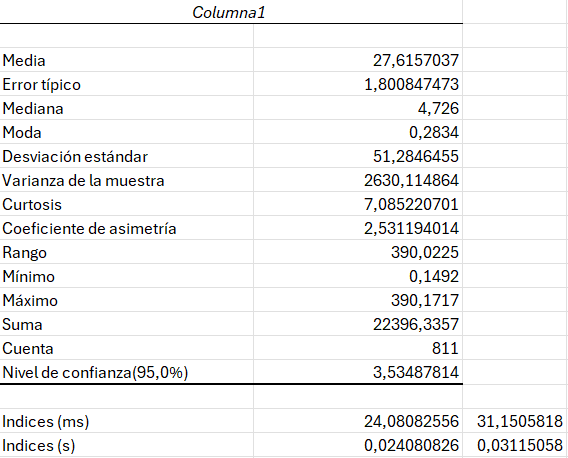 Columna1
Media 27,6157037
Error típico 1,800847473
Mediana 4,726
Moda 0,2834
Desviación estándar 51,2846455
Varianza de la muestra 2630,114864
Curtosis 7,085220701
Coeficiente de asimetría 2,531194014
Rango 390,0225
Mínimo 0,1492
Máximo 390,1717
Suma 22396,3357
Cuenta 811
Nivel de confianza(95,0%) 3,53487814
Indices (ms) 24,08082556 31,1505818
Indices (s) 0,024080826 0,03115058